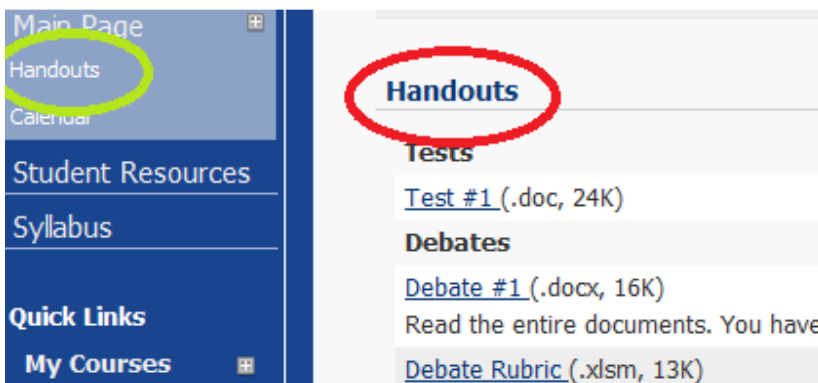 Main Page
Handouts
Calendar
Student Resources
Syllabus
Quick Links
My Courses
Handouts
Tests
Test #1 (.doc, 24K)
Debates
Debate #1 (.docx, 16K)
Read the entire documents. You have
Debate Rubric (.xlsm, 13K)